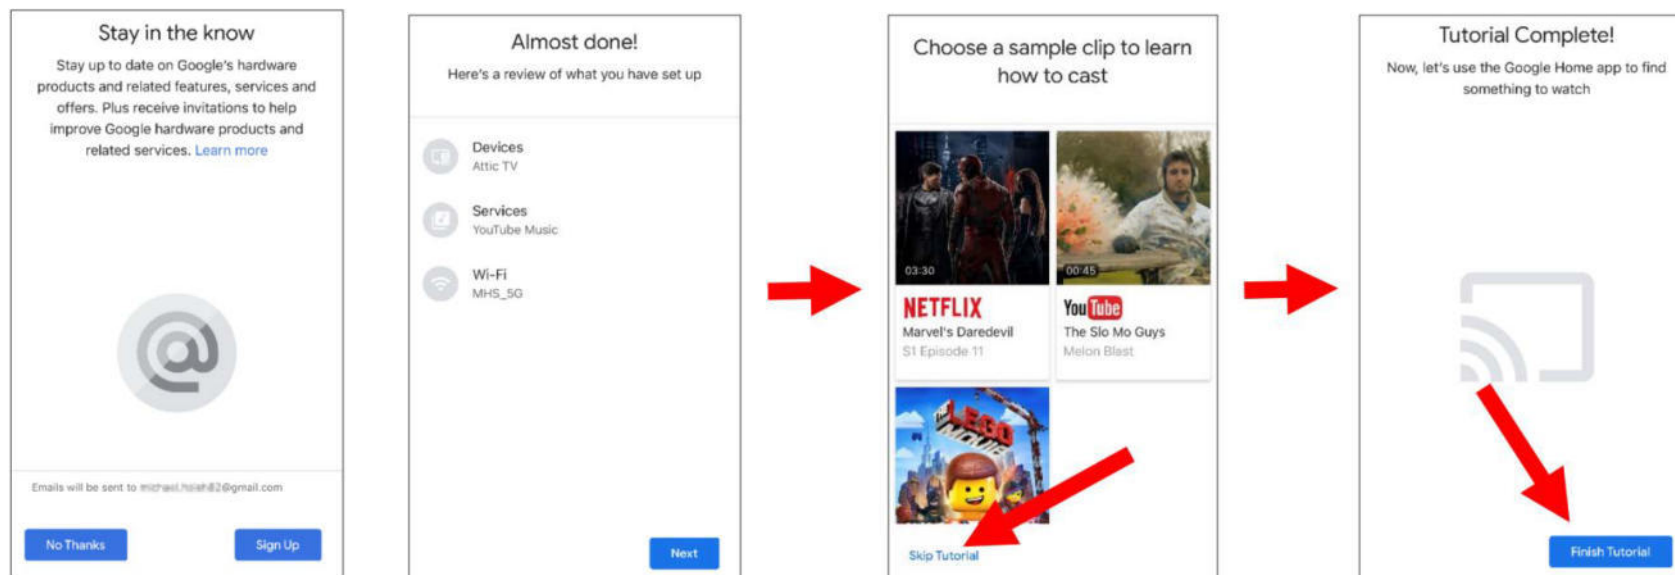 Stay in the know
Stay up to date on Google's hardware
products and related features, services and
offers. Plus receive invitations to help
improve Google hardware products and
related services. Learn more
Emails will be sent to @gmail.com
No Thanks
Sign Up
Almost done!
Here's a review of what you have set up
Devices
Attic TV
Services
YouTube Music
Wi-Fi
MHS_5G
Next
Choose a sample clip to learn
how to cast
03:30
00:45
NETFLIX
Marvel's Daredevil
S1 Episode 11
YouTube
The Slo Mo Guys
Melon Blast
THE LEGO
MOVIE
Skip Tutorial
Tutorial Complete!
Now, let's use the Google Home app to find
something to watch
Finish Tutorial